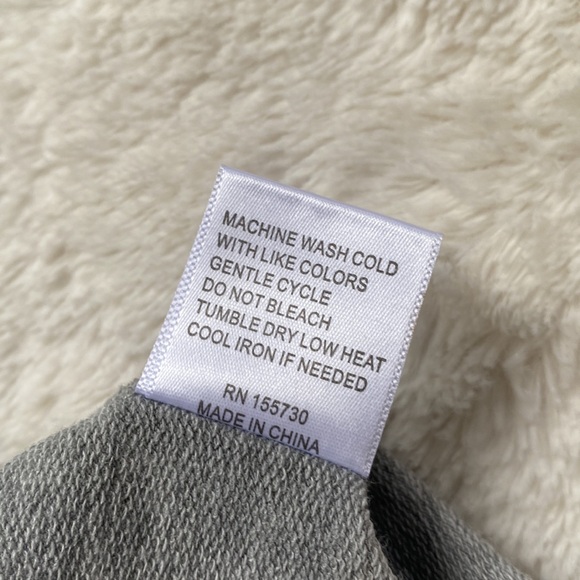 MACHINE WASH COLD
WITH LIKE COLORS
GENTLE CYCLE
DO NOT BLEACH
TUMBLE DRY LOW HEAT
COOL IRON IF NEEDED
RN 155730
MADE IN CHINA